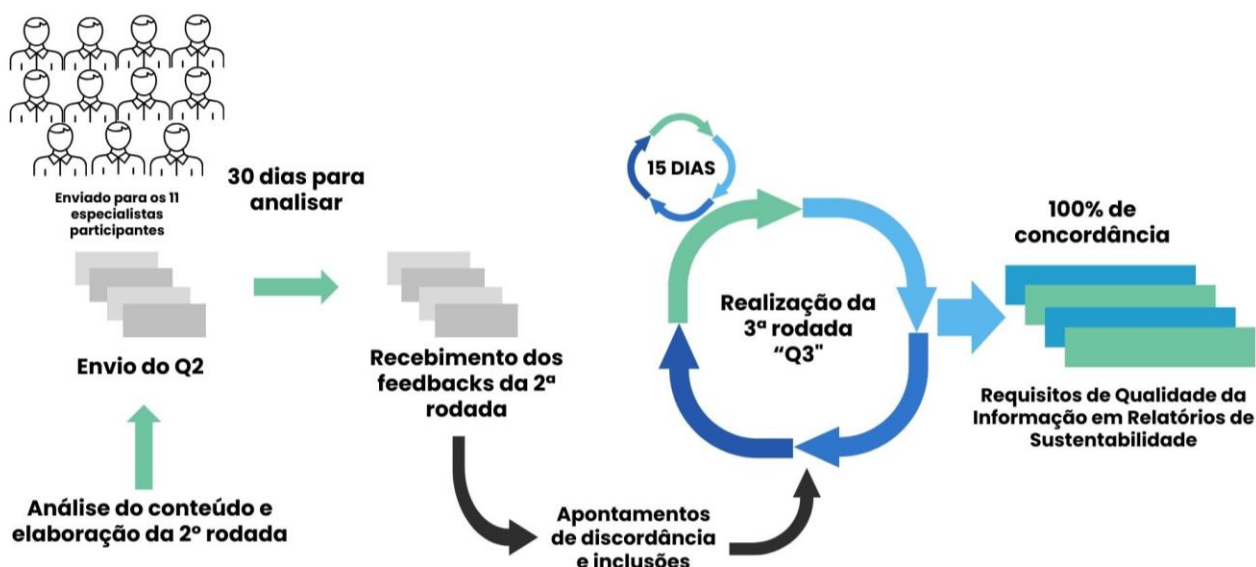 Enviado para os 11
especialistas
participantes
30 dias para
analisar
Envio do Q2
Análise do conteúdo e
elaboração da 2º rodada
Recebimento dos
feedbacks da 2ª
rodada
Apontamentos
de discordância
e inclusões
15 DIAS
Realização da
3ª rodada
“Q3"
100% de
concordância
Requisitos de Qualidade da
Informação em Relatórios de
Sustentabilidade